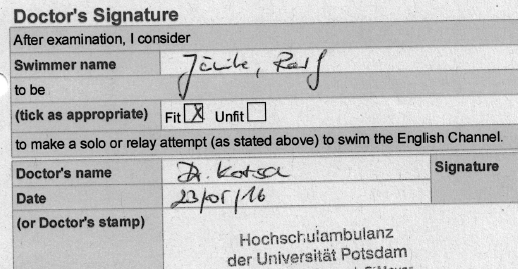 Doctor's Signature
After examination, I consider
Swimmer name
to be
(tick as appropriate) Fit X Unfit
to make a solo or relay attempt (as stated above) to swim the English Channel.
Doctor's name Dr. Signature
Date 23/05/16
(or Doctor's stamp)
Hochschulambulanz
der Universität Potsdam